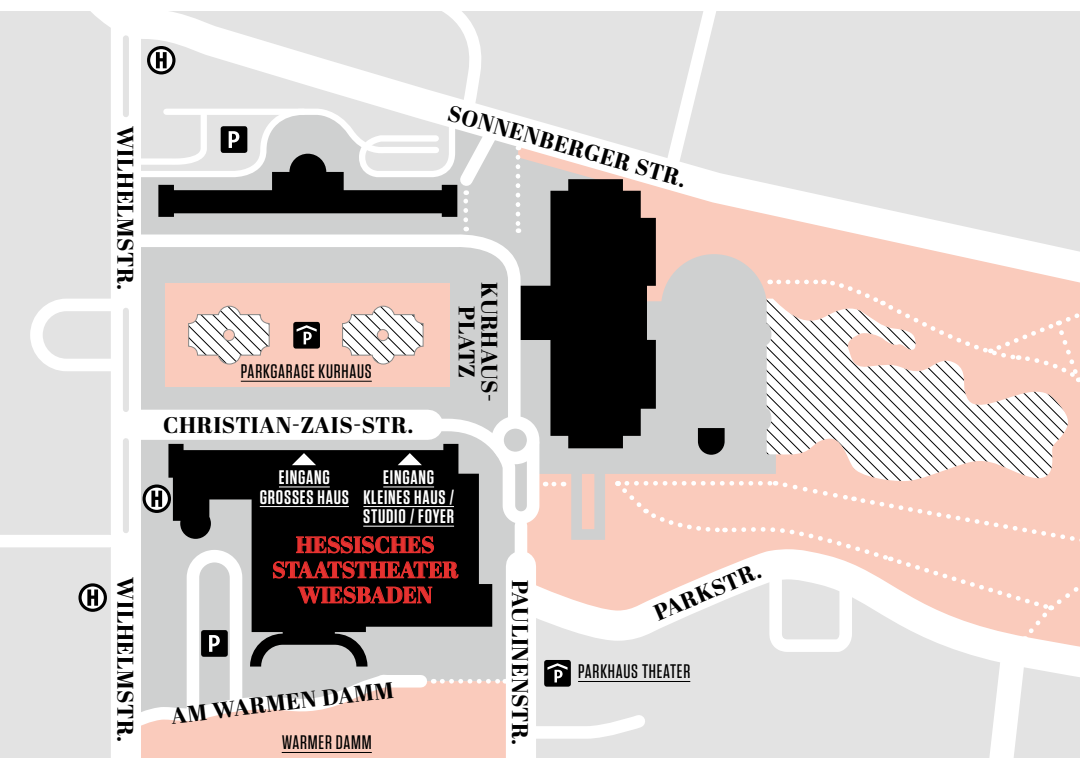 H
SONNENBERGER STR.
P
WILHELMSTR.
KURHAUS-
PLATZ
P
PARKGARAGE KURHAUS
CHRISTIAN-ZAIS-STR.
EINGANG
GROSSES HAUS
EINGANG
KLEINES HAUS /
STUDIO / FOYER
H
HESSISCHES
STAATSTHEATER
WIESBADEN
H
WILHELMSTR.
P
PAULINENSTR.
PARKSTR.
P
PARKHAUS THEATER
AM WARMEN DAMM
WARMER DAMM